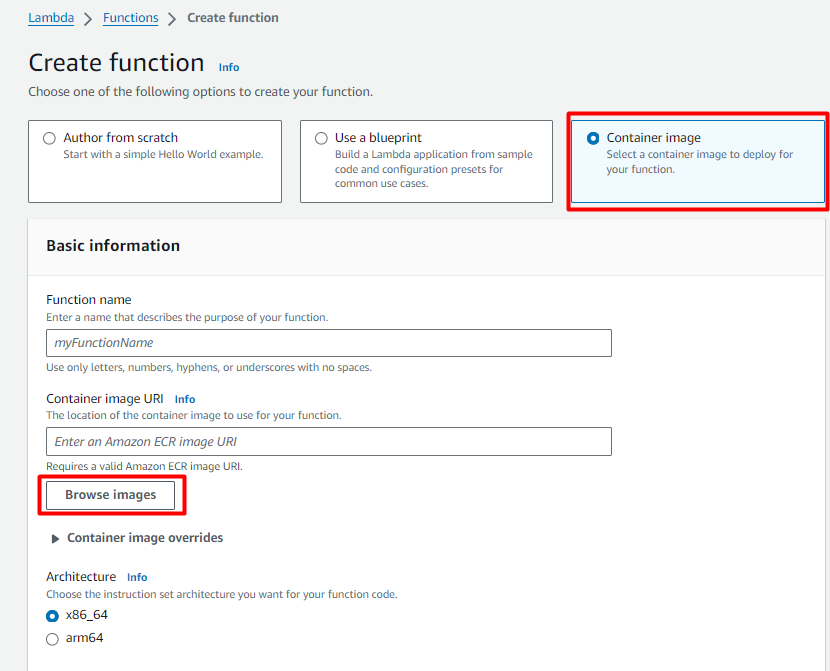 Lambda > Functions > Create function
Create function Info
Choose one of the following options to create your function.
Author from scratch
Start with a simple Hello World example.
Use a blueprint
Build a Lambda application from sample
code and configuration presets for
common use cases.
Container image
Select a container image to deploy for
your function.
Basic information
Function name
Enter a name that describes the purpose of your function.
myFunctionName
Use only letters, numbers, hyphens, or underscores with no spaces.
Container image URI Info
The location of the container image to use for your function.
Enter an Amazon ECR image URI
Requires a valid Amazon ECR image URI.
Browse images
Container image overrides
Architecture Info
Choose the instruction set architecture you want for your function code.
x86_64
arm64